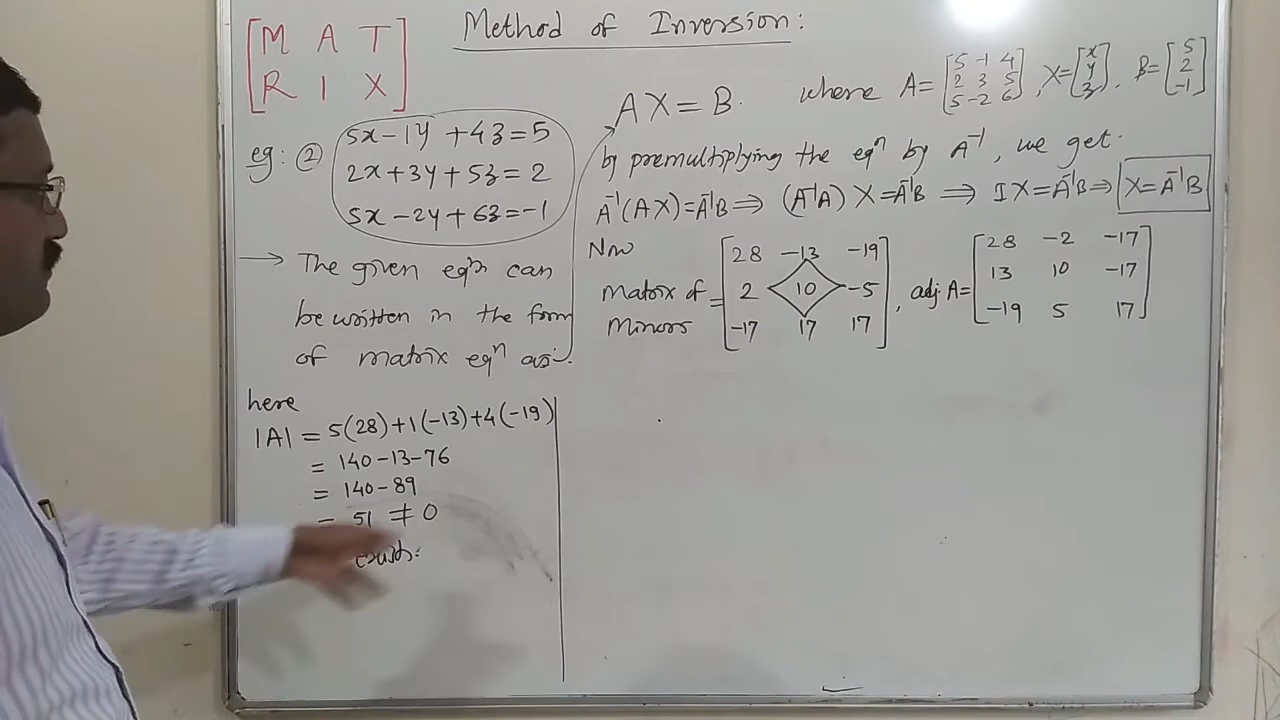 Method of Inversion:
[M A T
R I X]
eg: ② 5x-1y+4z=5
2x+3y+5z=2
5x-2y+6z=-1
→ The given eqn can
be written in the form
of matrix eqn as:
here
|A| = 5(28)+1(-13)+4(-19)
= 140-13-76
= 140-89
= 51 ≠ 0
exists.
AX=B. where A=[5 -1 4
2 3 5
5 -2 6], X=[x
y
z], B=[5
2
-1]
by premultiplying the eqn by A⁻¹, we get.
A⁻¹(AX)=A⁻¹B ⇒ (A⁻¹A)X=A⁻¹B ⇒ IX=A⁻¹B ⇒ X=A⁻¹B
Now
Matrix of
Minors = [28 -13 -19
2 10 -5
-17 17 17], adj.A=[28 -2 -17
13 10 -17
-19 5 17]